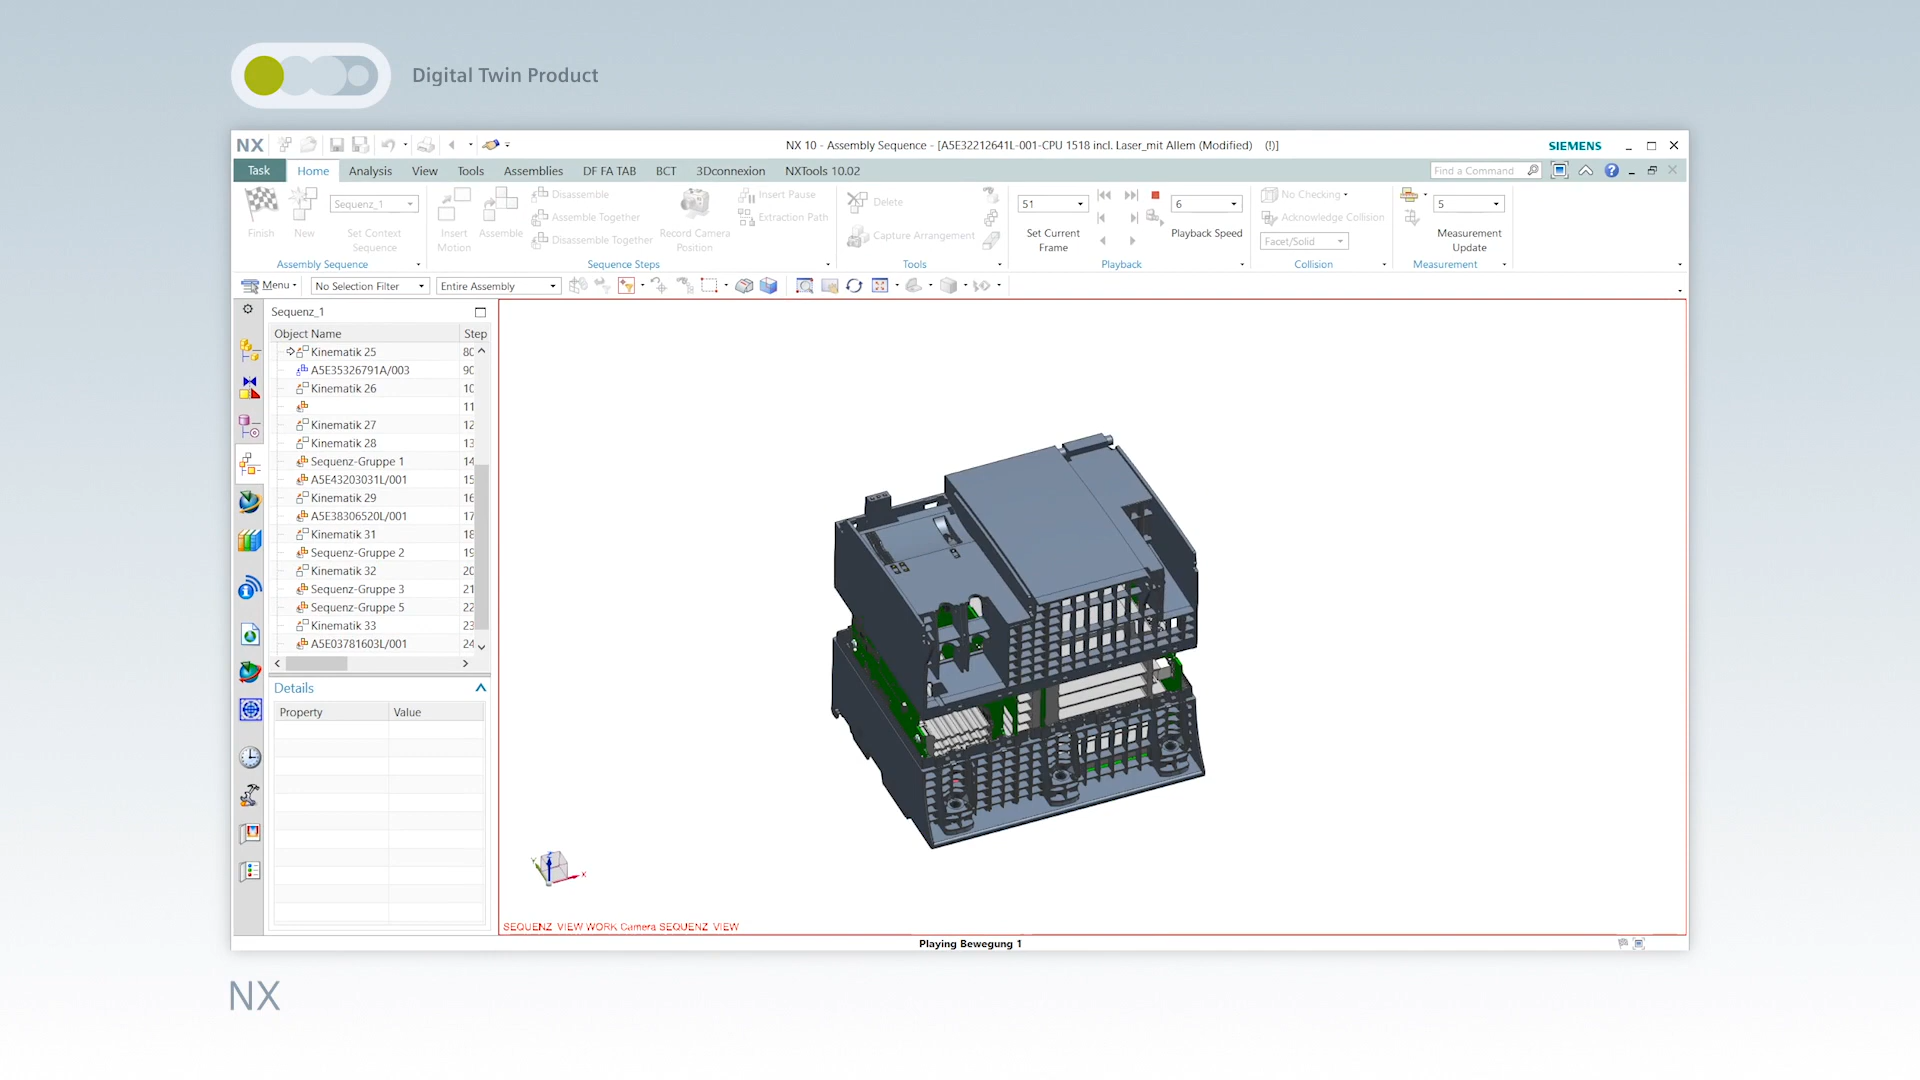 Digital Twin Product
NX
NX 10 - Assembly Sequence - [A5E32212641L-001-CPU 1518 incl. Laser_mit Allem (Modified) (!)]
SIEMENS
Task Home Analysis View Tools Assemblies DF FA TAB BCT 3Dconnexion NXTools 10.02
Find a Command
Finish
New
Sequenz_1
Set Context
Sequence
Assembly Sequence
Insert
Motion
Assemble
Disassemble
Assemble Together
Disassemble Together
Record Camera
Position
Insert Pause
Extraction Path
Sequence Steps
Delete
Capture Arrangement
Tools
51
Set Current
Frame
6
Playback Speed
Playback
No Checking
Acknowledge Collision
Facet/Solid
Collision
5
Measurement
Update
Measurement
Menu No Selection Filter Entire Assembly
Sequenz_1
Object Name Step
Kinematik 25 80
A5E35326791A/003 90
Kinematik 26 10
11
Kinematik 27 12
Kinematik 28 13
Sequenz-Gruppe 1 14
A5E43203031L/001 15
Kinematik 29 16
A5E38306520L/001 17
Kinematik 31 18
Sequenz-Gruppe 2 19
Kinematik 32 20
Sequenz-Gruppe 3 21
Sequenz-Gruppe 5 22
Kinematik 33 23
A5E03781603L/001 24
Details
Property Value
SEQUENZ VIEW WORK Camera SEQUENZ VIEW
Playing Bewegung 1
NX